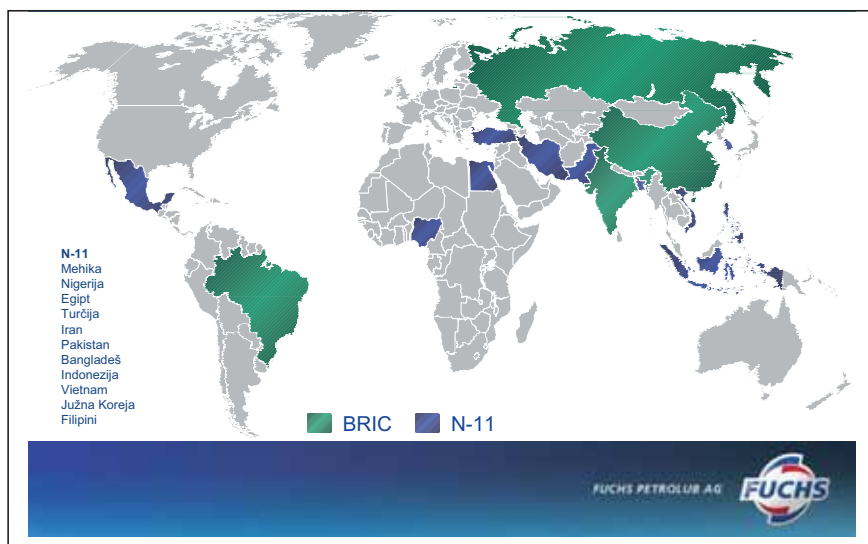 N-11
Mehika
Nigerija
Egipt
Turčija
Iran
Pakistan
Bangladeš
Indonezija
Vietnam
Južna Koreja
Filipini
BRIC N-11
FUCHS PETROLUB AG
FUCHS